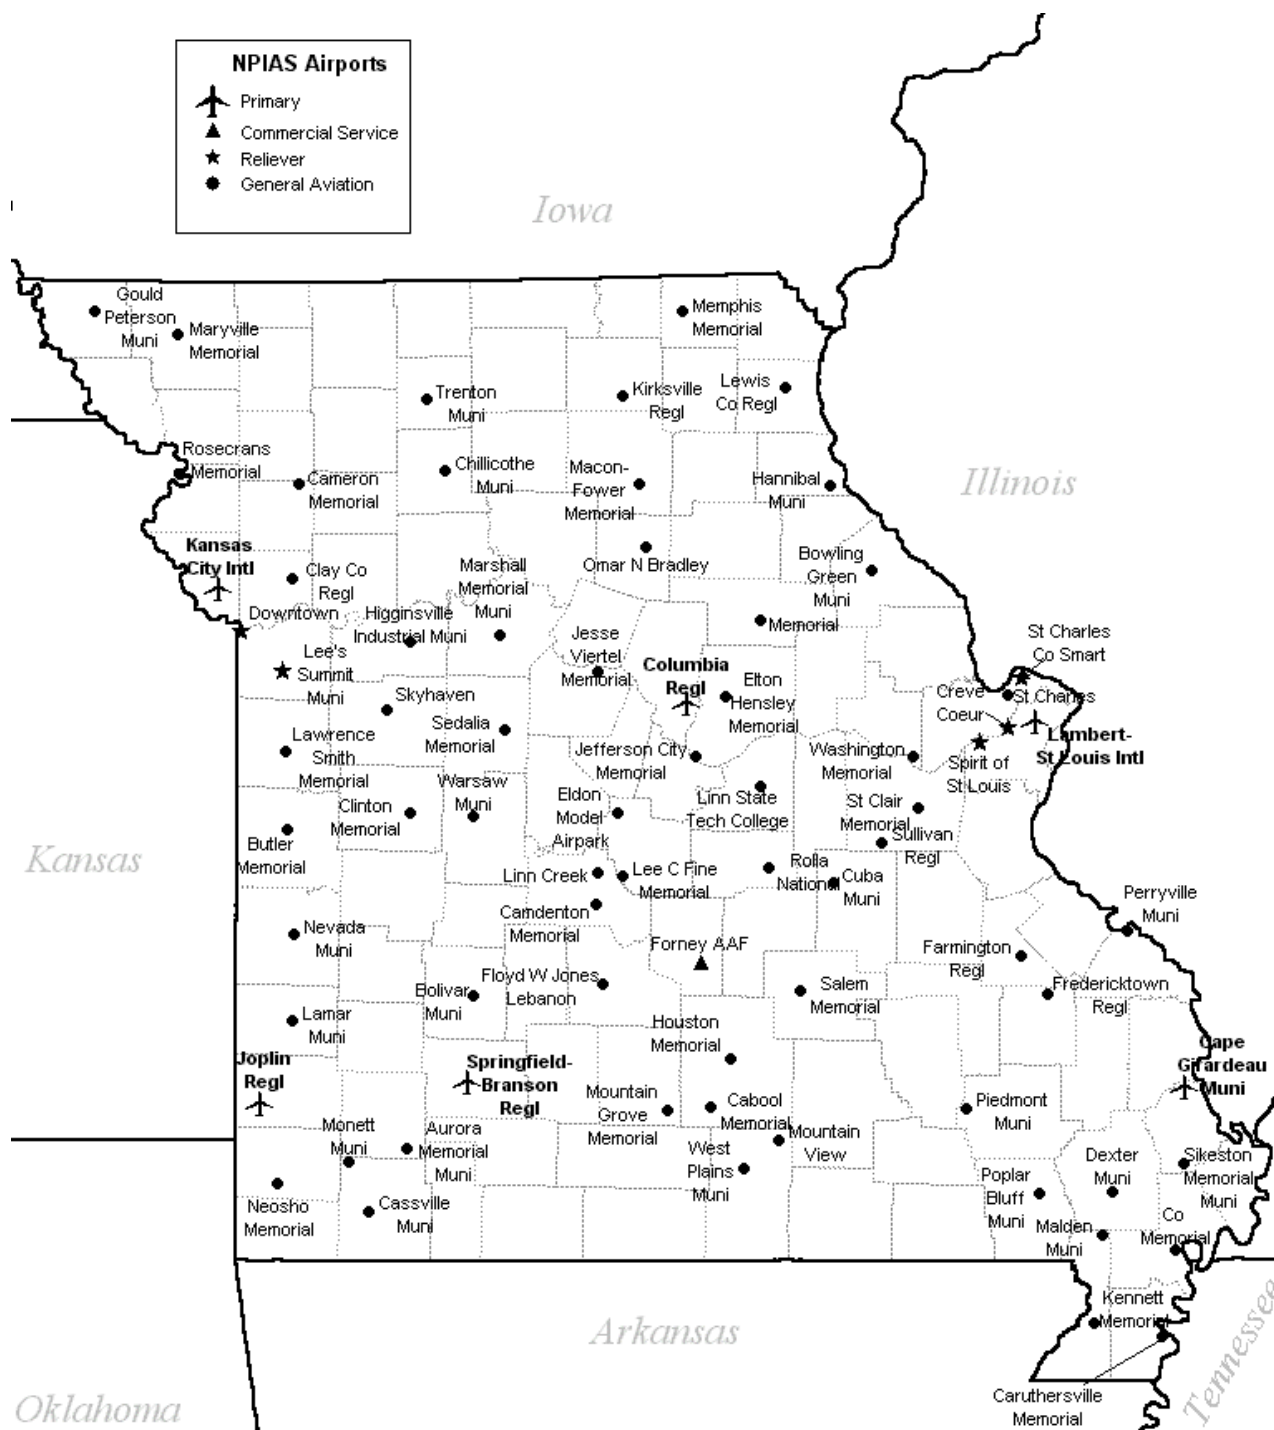 NPIAS Airports
Primary
Commercial Service
Reliever
General Aviation
Iowa
Gould
Peterson
Muni
Maryville
Memorial
Memphis
Memorial
Trenton
Muni
Kirksville
Regl
Lewis
Co Regl
Rosecrans
Memorial
Cameron
Memorial
Chillicothe
Muni
Macon-
Fower
Memorial
Hannibal
Muni
Illinois
Kansas
City Intl
Clay Co
Regl
Marshall
Memorial
Muni
Omar N Bradley
Bowling
Green
Muni
Downtown
Higginsville
Industrial Muni
Memorial
Lee's
Summit
Muni
Jesse
Viertel
Memorial
Columbia
Regl
Elton
Hensley
Memorial
St Charles
Co Smart
Creve
Coeur
St Charles
Skyhaven
Sedalia
Memorial
Lambert-
St Louis Intl
Lawrence
Smith
Memorial
Jefferson City
Memorial
Washington
Memorial
Spirit of
St Louis
Warsaw
Muni
Clinton
Memorial
Eldon
Model
Airpark
Linn State
Tech College
St Clair
Memorial
Sullivan
Regl
Butler
Memorial
Kansas
Linn Creek
Lee C Fine
Memorial
Rolla
National
Cuba
Muni
Perryville
Muni
Camdenton
Memorial
Nevada
Muni
Forney AAF
Farmington
Regl
Floyd W Jones
Lebanon
Bolivar
Muni
Salem
Memorial
Fredericktown
Regl
Lamar
Muni
Houston
Memorial
Joplin
Regl
Springfield-
Branson
Regl
Cape
Girardeau
Muni
Mountain
Grove
Memorial
Cabool
Memorial
Piedmont
Muni
Monett
Muni
Aurora
Memorial
Muni
Mountain
View
West
Plains
Muni
Dexter
Muni
Sikeston
Memorial
Muni
Poplar
Bluff
Muni
Neosho
Memorial
Cassville
Muni
Malden
Muni
Co
Memorial
Kennett
Memorial
Arkansas
Tennessee
Caruthersville
Memorial
Oklahoma